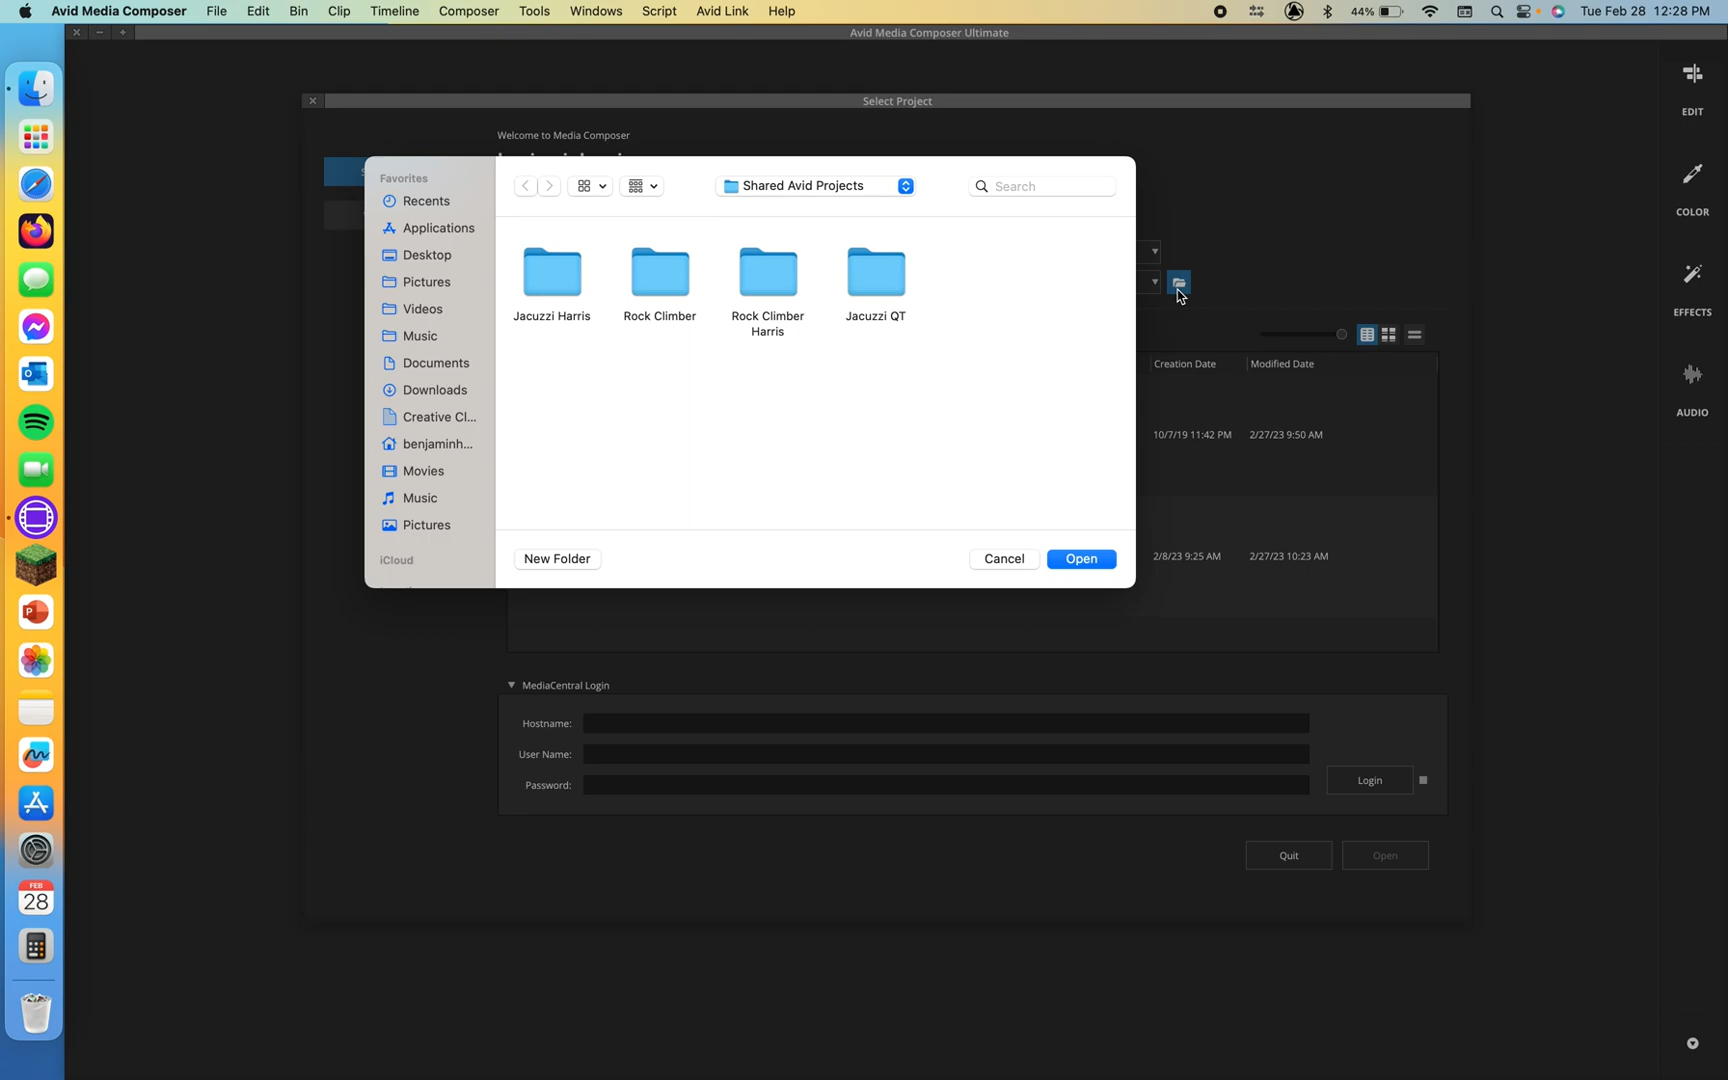 Avid Media Composer File Edit Bin Clip Timeline Composer Tools Windows Script Avid Link Help 44% Tue Feb 28 12:28 PM
Avid Media Composer Ultimate
Select Project
Welcome to Media Composer
Favorites
Recents
Applications
Desktop
Pictures
Videos
Music
Documents
Downloads
Creative Cl...
benjaminh...
Movies
Music
Pictures
iCloud
Shared Avid Projects
Search
Jacuzzi Harris
Rock Climber
Rock Climber
Harris
Jacuzzi QT
New Folder
Cancel
Open
Creation Date Modified Date
10/7/19 11:42 PM 2/27/23 9:50 AM
2/8/23 9:25 AM 2/27/23 10:23 AM
MediaCentral Login
Hostname:
User Name:
Password:
Login
Quit
Open
EDIT
COLOR
EFFECTS
AUDIO
FEB
28